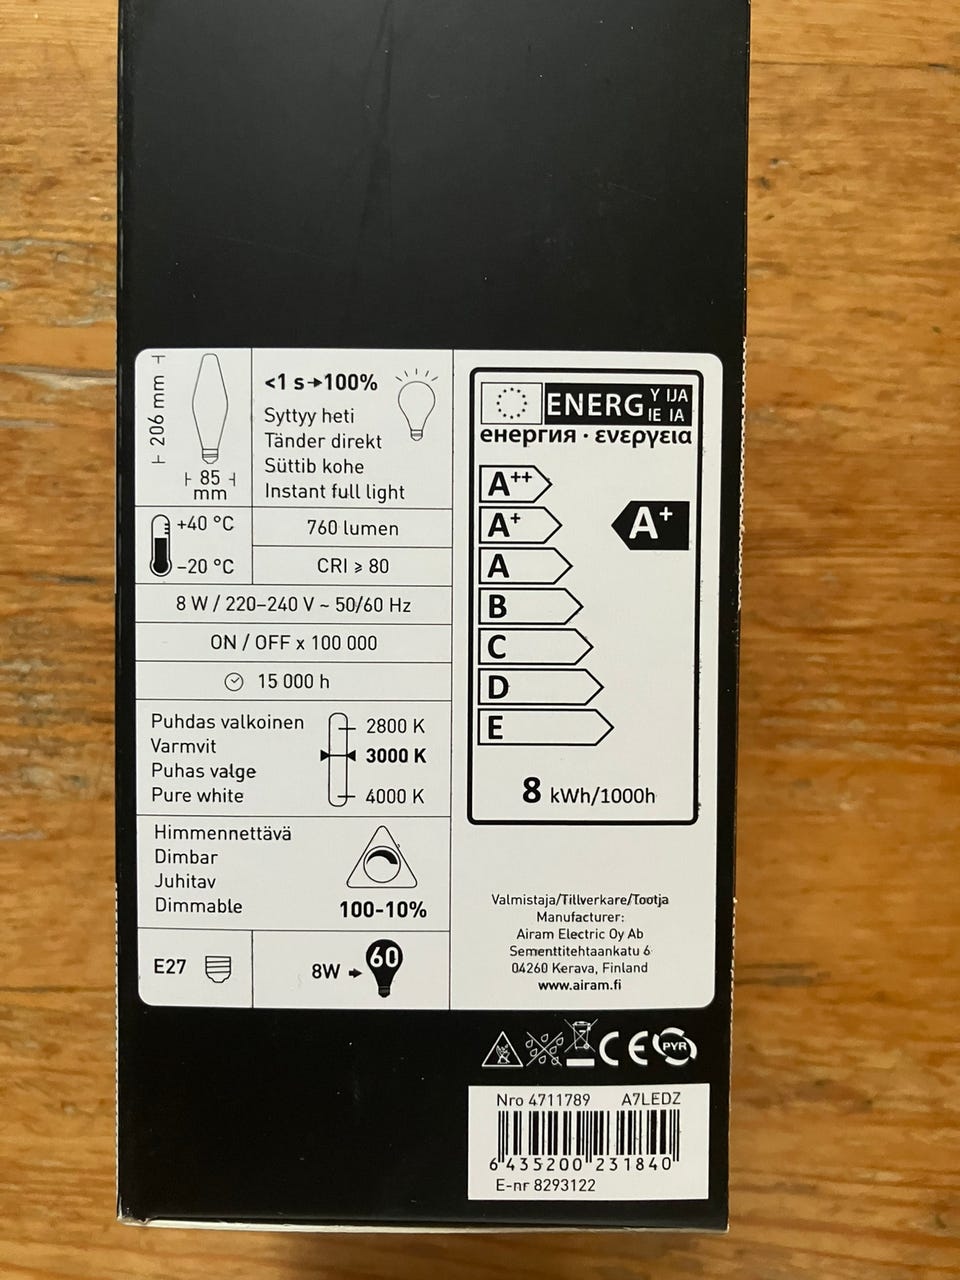 206 mm
85
mm
<1 s→100%
Syttyy heti
Tänder direkt
Süttib kohe
Instant full light
+40 °C
–20 °C
760 lumen
CRI ≥ 80
8 W / 220–240 V ~ 50/60 Hz
ON / OFF x 100 000
15 000 h
Puhdas valkoinen
Varmvit
Puhas valge
Pure white
2800 K
3000 K
4000 K
Himmennettävä
Dimbar
Juhitav
Dimmable
100-10%
E27
8W → 60
ENERG Y IJA
IE IA
енергия · ενεργεια
A++
A+
A
B
C
D
E
A+
8 kWh/1000h
Valmistaja/Tillverkare/Tootja
Manufacturer:
Airam Electric Oy Ab
Sementtitehtaankatu 6
04260 Kerava, Finland
www.airam.fi
CE PYR
Nro 4711789 A7LEDZ
6 435200 231840
E-nr 8293122